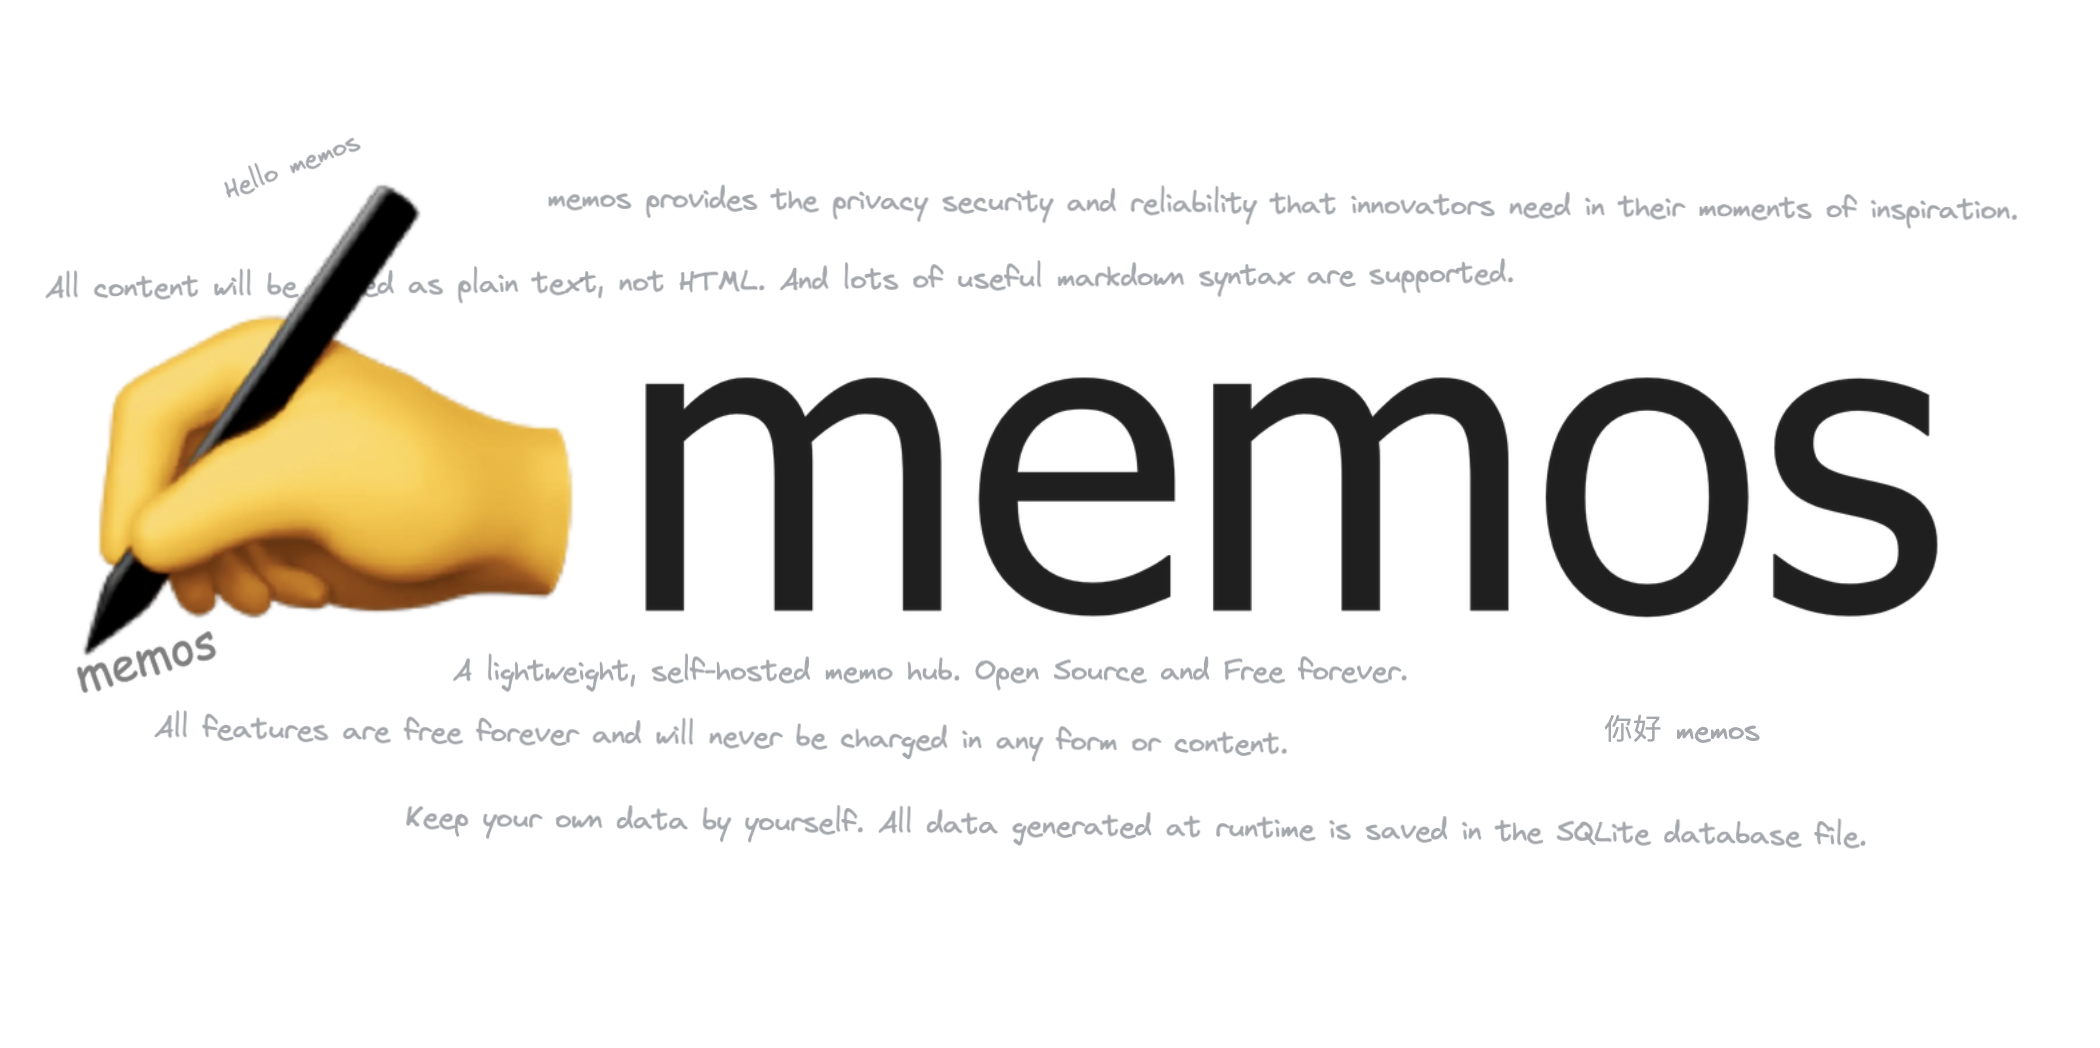 Hello memos
memos provides the privacy security and reliability that innovators need in their moments of inspiration.
All content will be as plain text, not HTML. And lots of useful markdown syntax are supported.
memos
memos
A lightweight, self-hosted memo hub. Open Source and Free forever.
All features are free forever and will never be charged in any form or content.
你好 memos
Keep your own data by yourself. All data generated at runtime is saved in the SQLite database file.